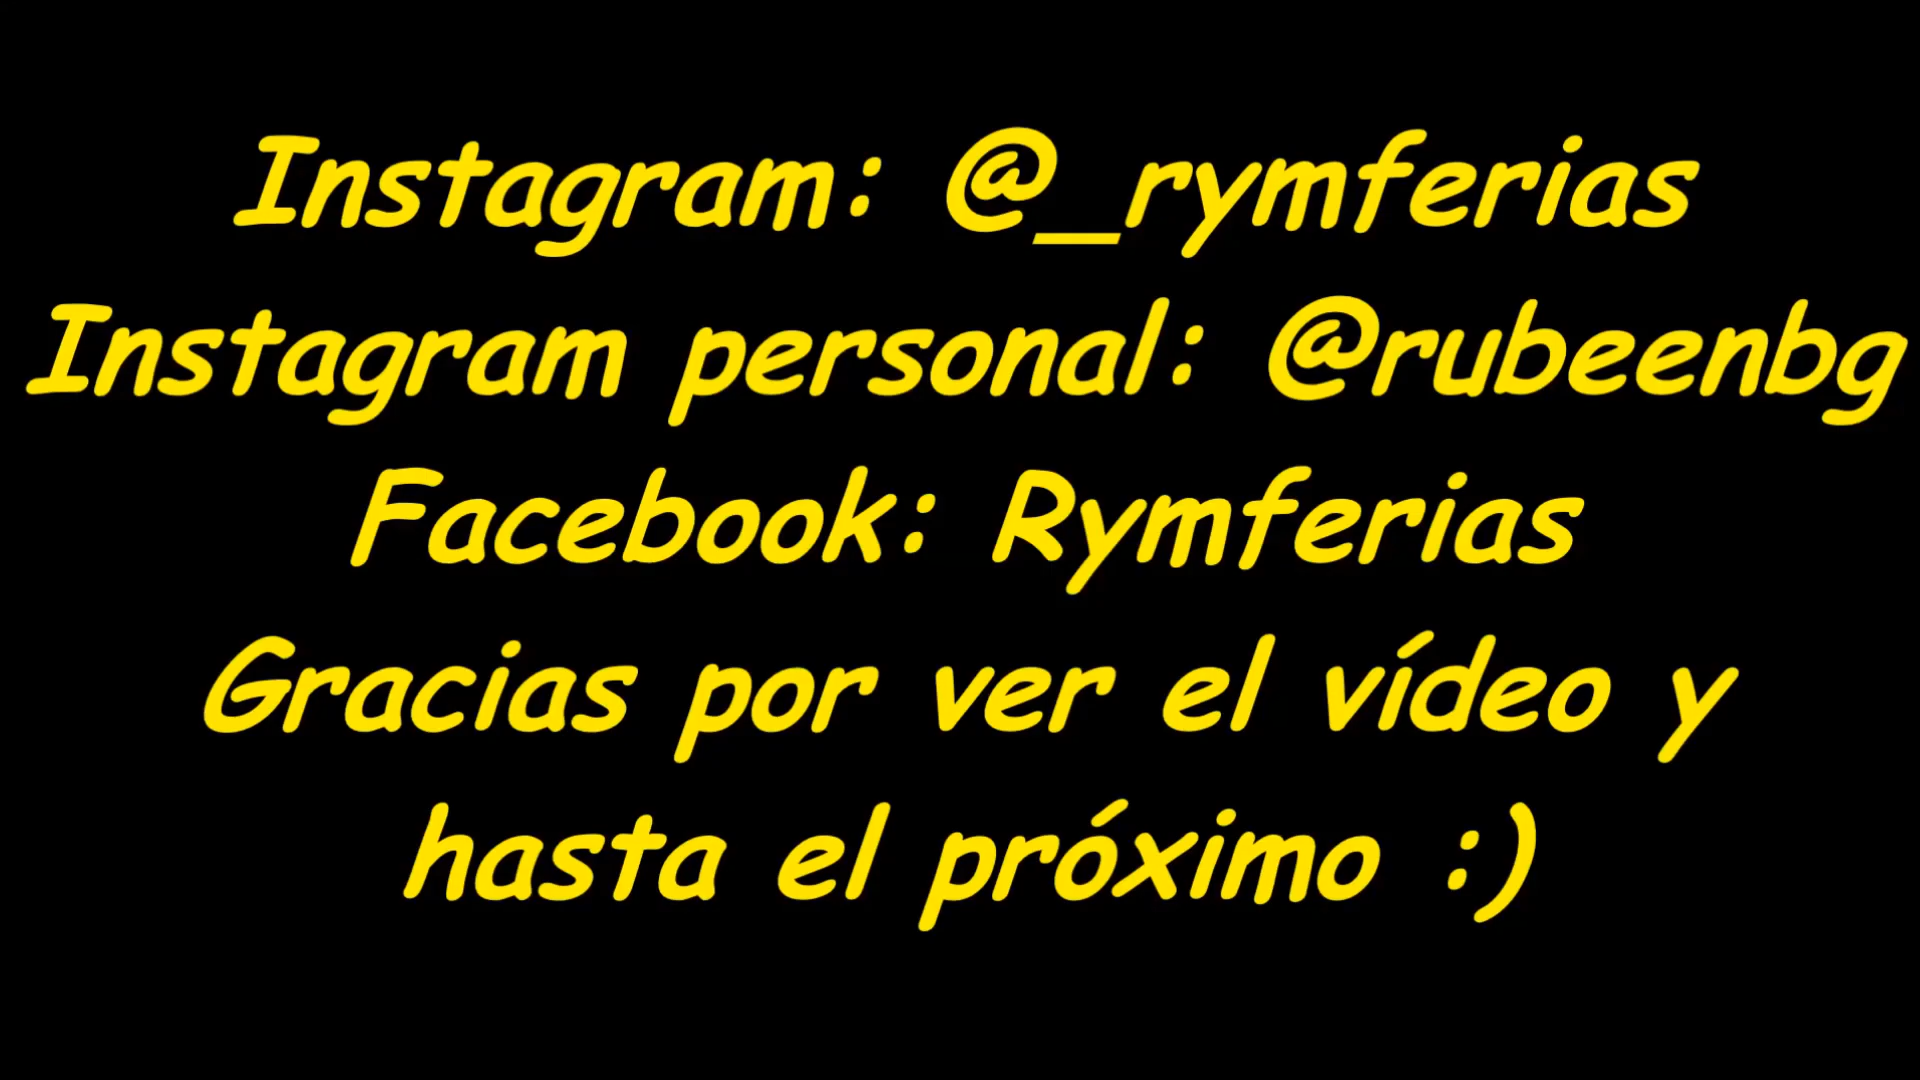 Instagram: @_rymferias
Instagram personal: @rubeenbg
Facebook: Rymferias
Gracias por ver el vídeo y
hasta el próximo :)